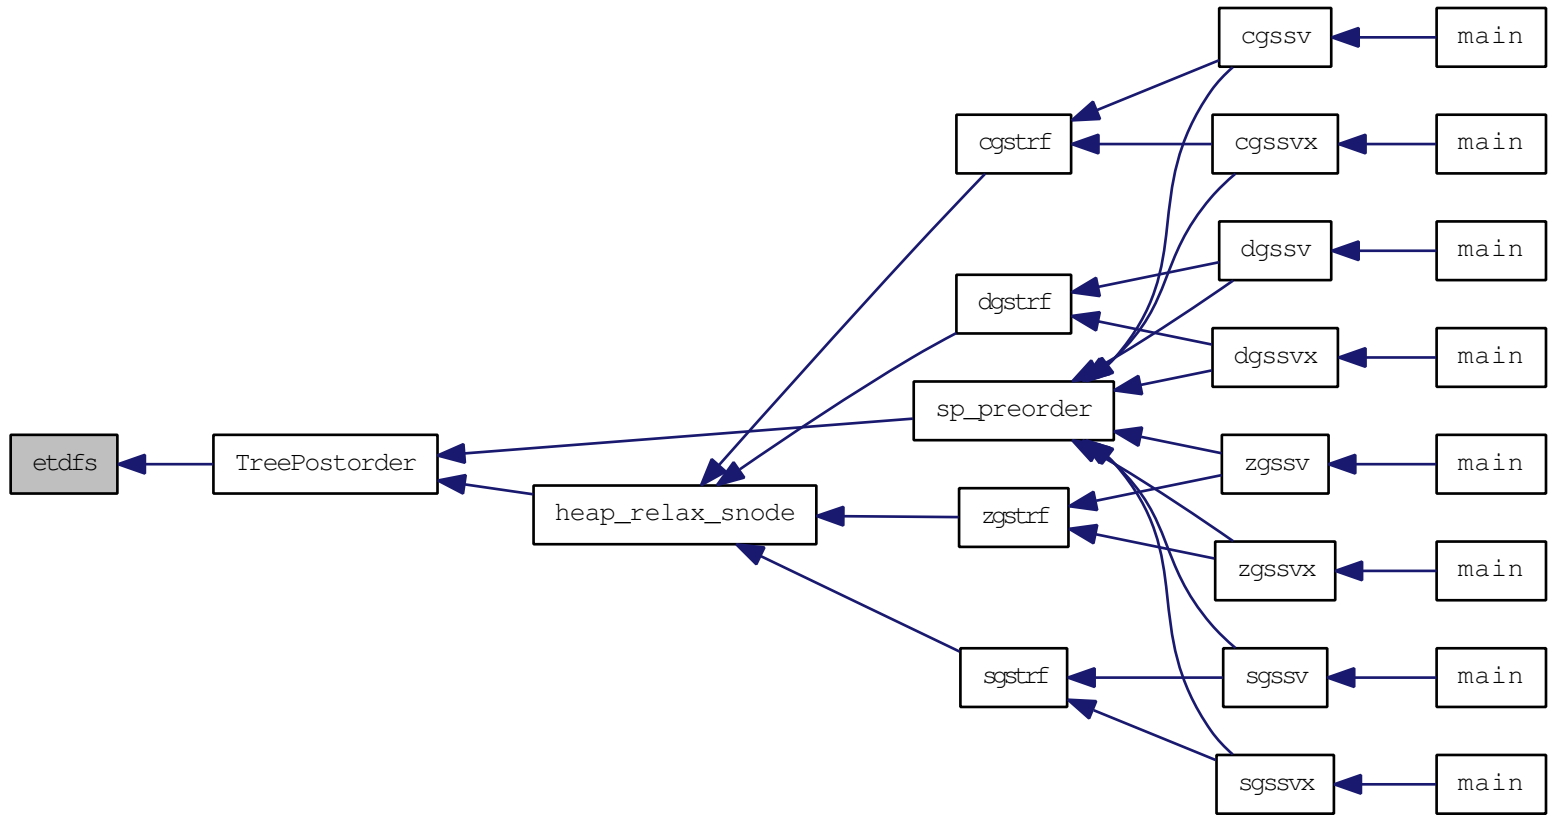 cgssv
main
cgstrf
cgssvx
main
dgssv
main
dgstrf
dgssvx
main
sp_preorder
etdfs
TreePostorder
zgssv
main
heap_relax_snode
zgstrf
zgssvx
main
sgstrf
sgssv
main
sgssvx
main